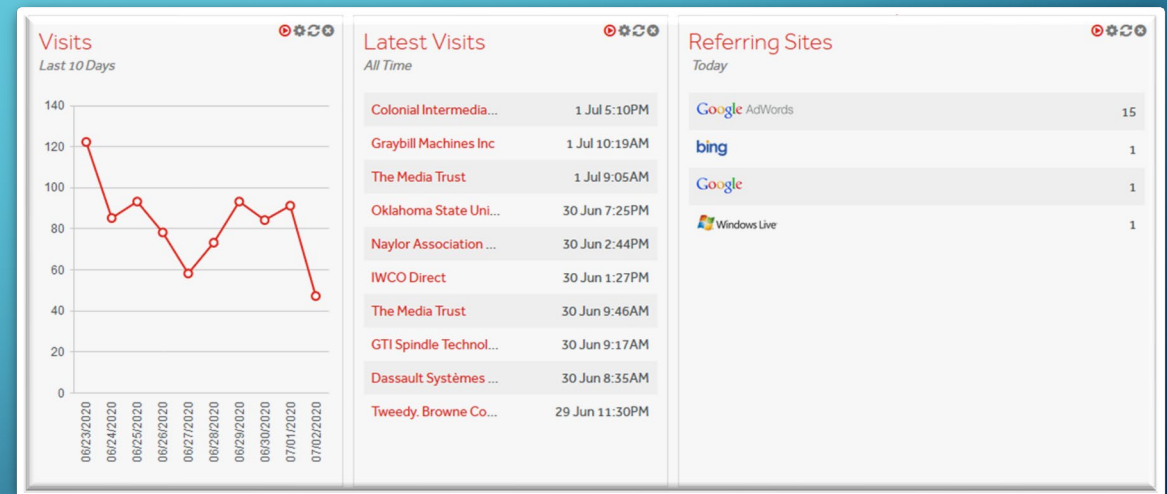 Visits
Last 10 Days
140
120
100
80
60
40
20
0
06/23/2020
06/24/2020
06/25/2020
06/26/2020
06/27/2020
06/28/2020
06/29/2020
06/30/2020
07/01/2020
07/02/2020
Latest Visits
All Time
Colonial Intermedia... 1 Jul 5:10PM
Graybill Machines Inc 1 Jul 10:19AM
The Media Trust 1 Jul 9:05AM
Oklahoma State Uni... 30 Jun 7:25PM
Naylor Association ... 30 Jun 2:44PM
IWCO Direct 30 Jun 1:27PM
The Media Trust 30 Jun 9:46AM
GTI Spindle Technol... 30 Jun 9:17AM
Dassault Systèmes ... 30 Jun 8:35AM
Tweedy. Browne Co... 29 Jun 11:30PM
Referring Sites
Today
Google AdWords 15
bing 1
Google 1
Windows Live 1